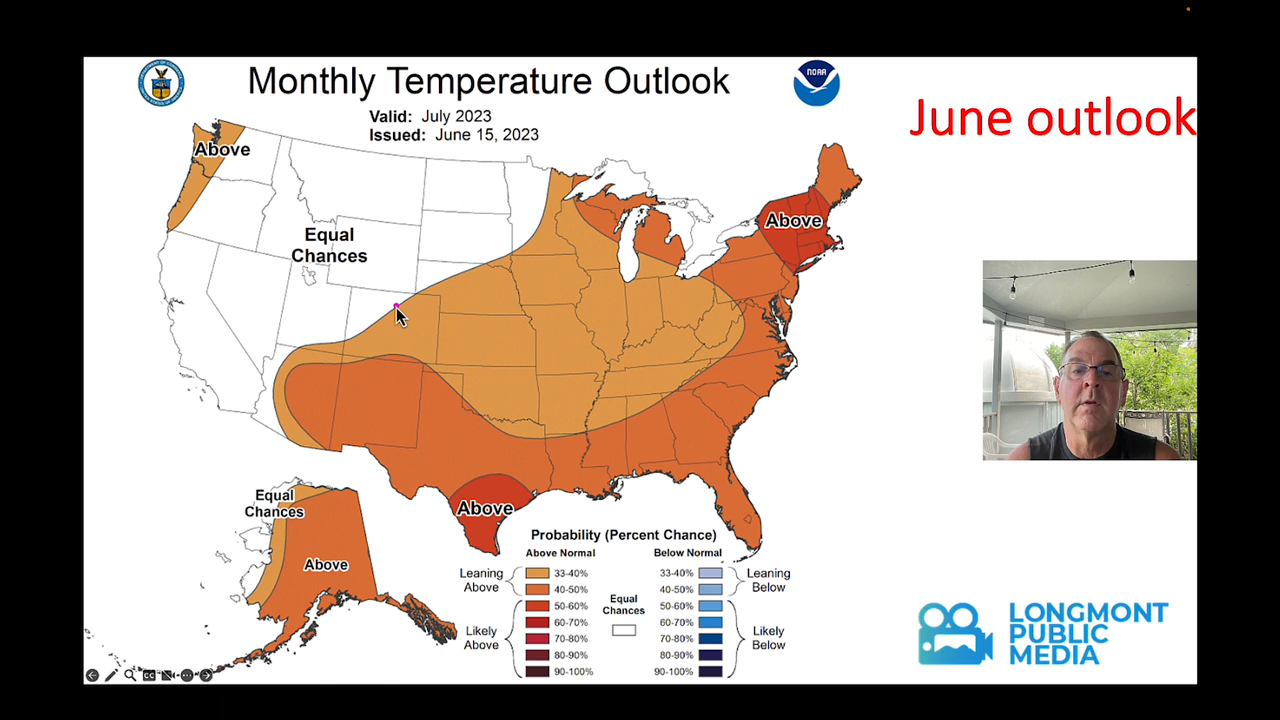 Monthly Temperature Outlook
NOAA
Valid: July 2023
Issued: June 15, 2023
June outlook
Above
Equal
Chances
Above
Equal
Chances
Above
Above
Probability (Percent Chance)
Above Normal
Below Normal
Leaning
Above
33-40%
40-50%
Likely
Above
50-60%
60-70%
70-80%
80-90%
90-100%
Equal
Chances
33-40%
40-50%
Leaning
Below
50-60%
60-70%
70-80%
80-90%
90-100%
Likely
Below
LONGMONT
PUBLIC
MEDIA
CC